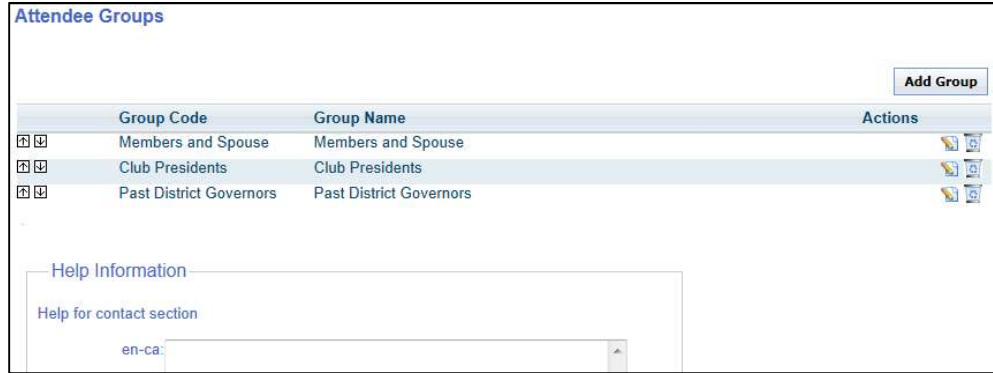 Attendee Groups
Add Group
Group Code Group Name Actions
Members and Spouse Members and Spouse
Club Presidents Club Presidents
Past District Governors Past District Governors
Help Information
Help for contact section
en-ca: